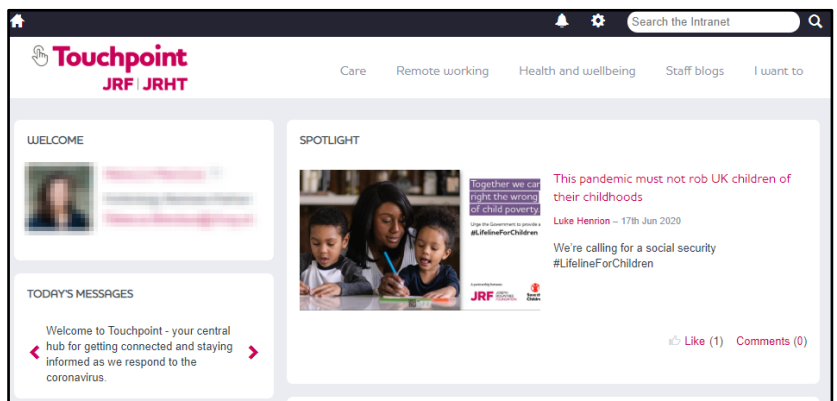 Search the Intranet
Touchpoint
JRF | JRHT
Care Remote working Health and wellbeing Staff blogs I want to
WELCOME
SPOTLIGHT
Together we can
right the wrong
of child poverty.
#LifelineForChildren
JRF
This pandemic must not rob UK children of
their childhoods
Luke Henrion – 17th Jun 2020
We're calling for a social security
#LifelineForChildren
Like (1) Comments (0)
TODAY'S MESSAGES
Welcome to Touchpoint - your central
hub for getting connected and staying
informed as we respond to the
coronavirus.